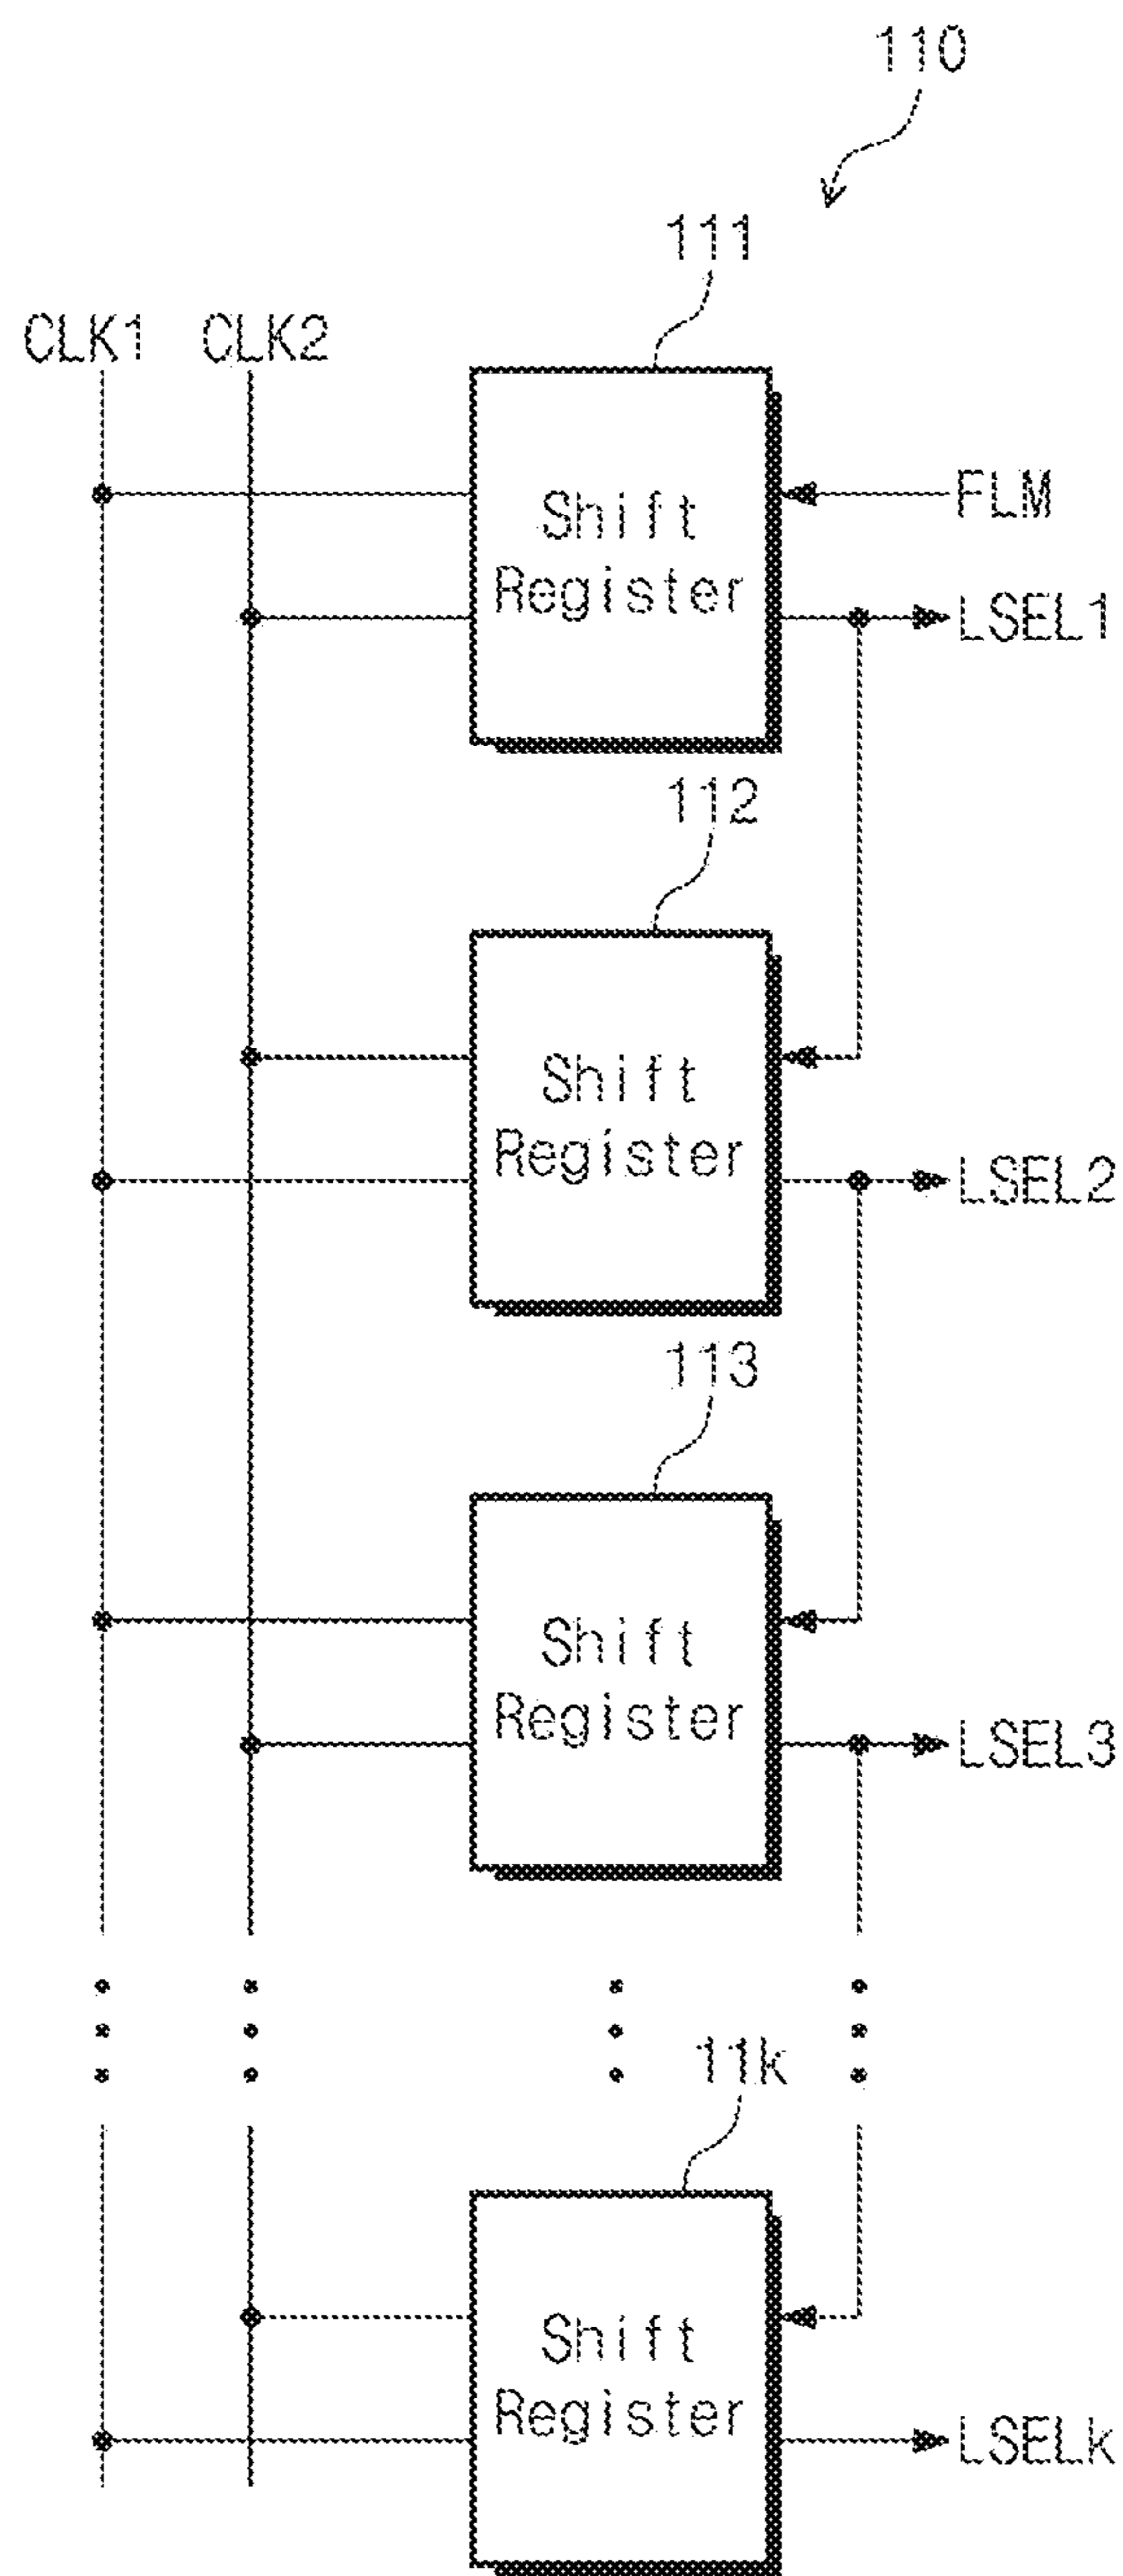 110
111
CLK1 CLK2
FLM
Shift
Register
LSEL1
112
Shift
Register
LSEL2
113
Shift
Register
LSEL3
11k
Shift
Register
LSELk